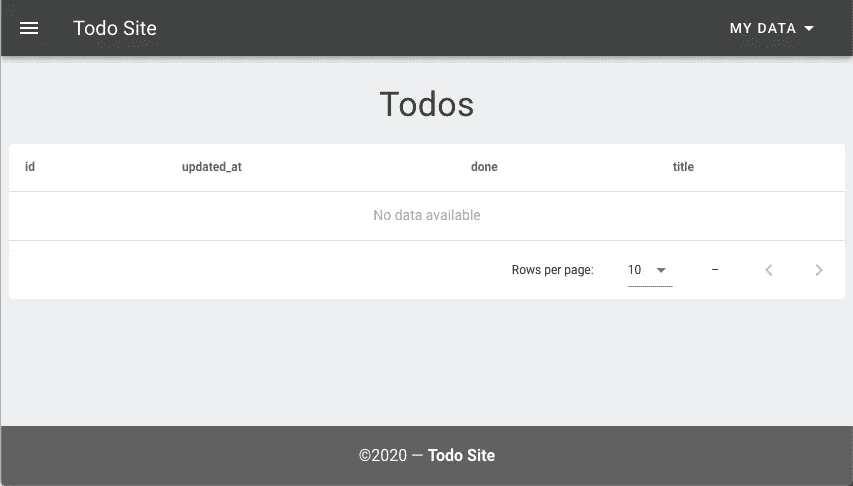 Todo Site MY DATA
Todos
id updated_at done title
No data available
Rows per page: 10 –
©2020 — Todo Site